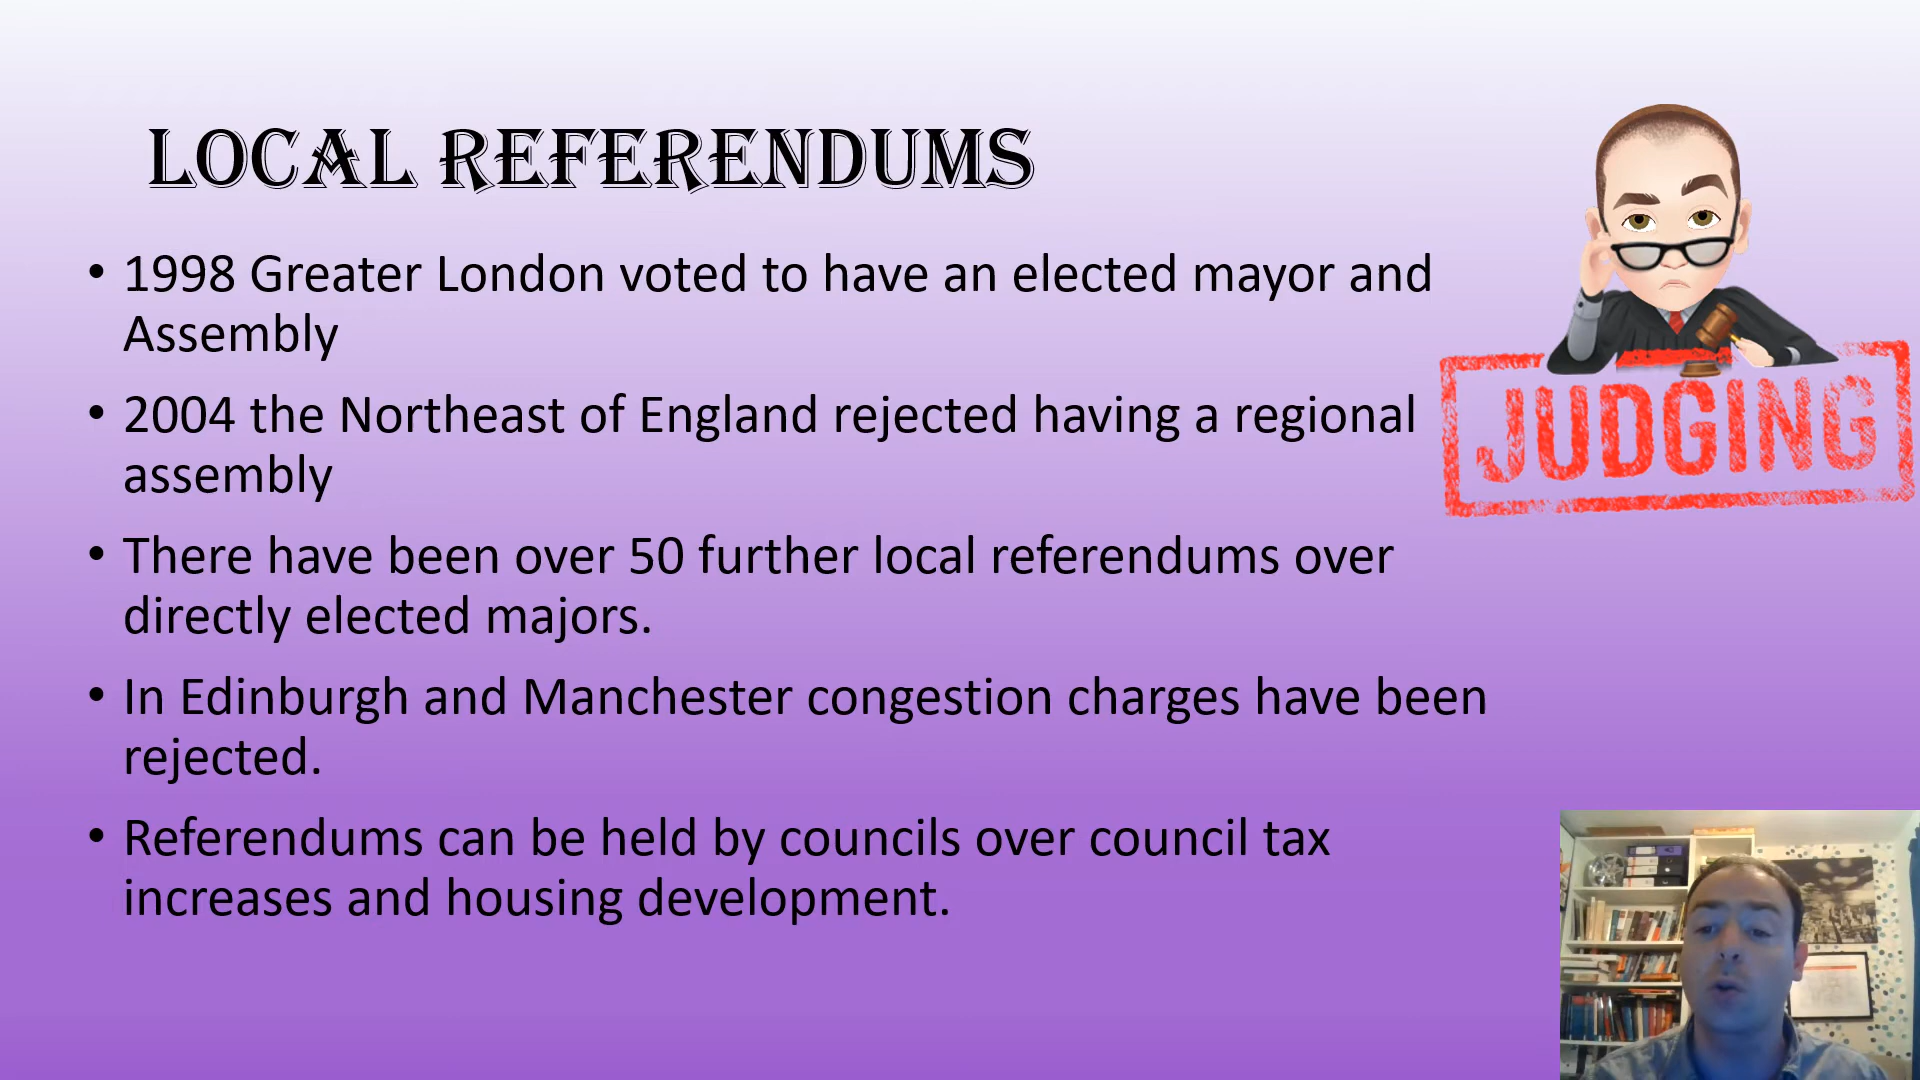 LOCAL REFERENDUMS
• 1998 Greater London voted to have an elected mayor and
Assembly
• 2004 the Northeast of England rejected having a regional
assembly
• There have been over 50 further local referendums over
directly elected majors.
• In Edinburgh and Manchester congestion charges have been
rejected.
• Referendums can be held by councils over council tax
increases and housing development.
JUDGING